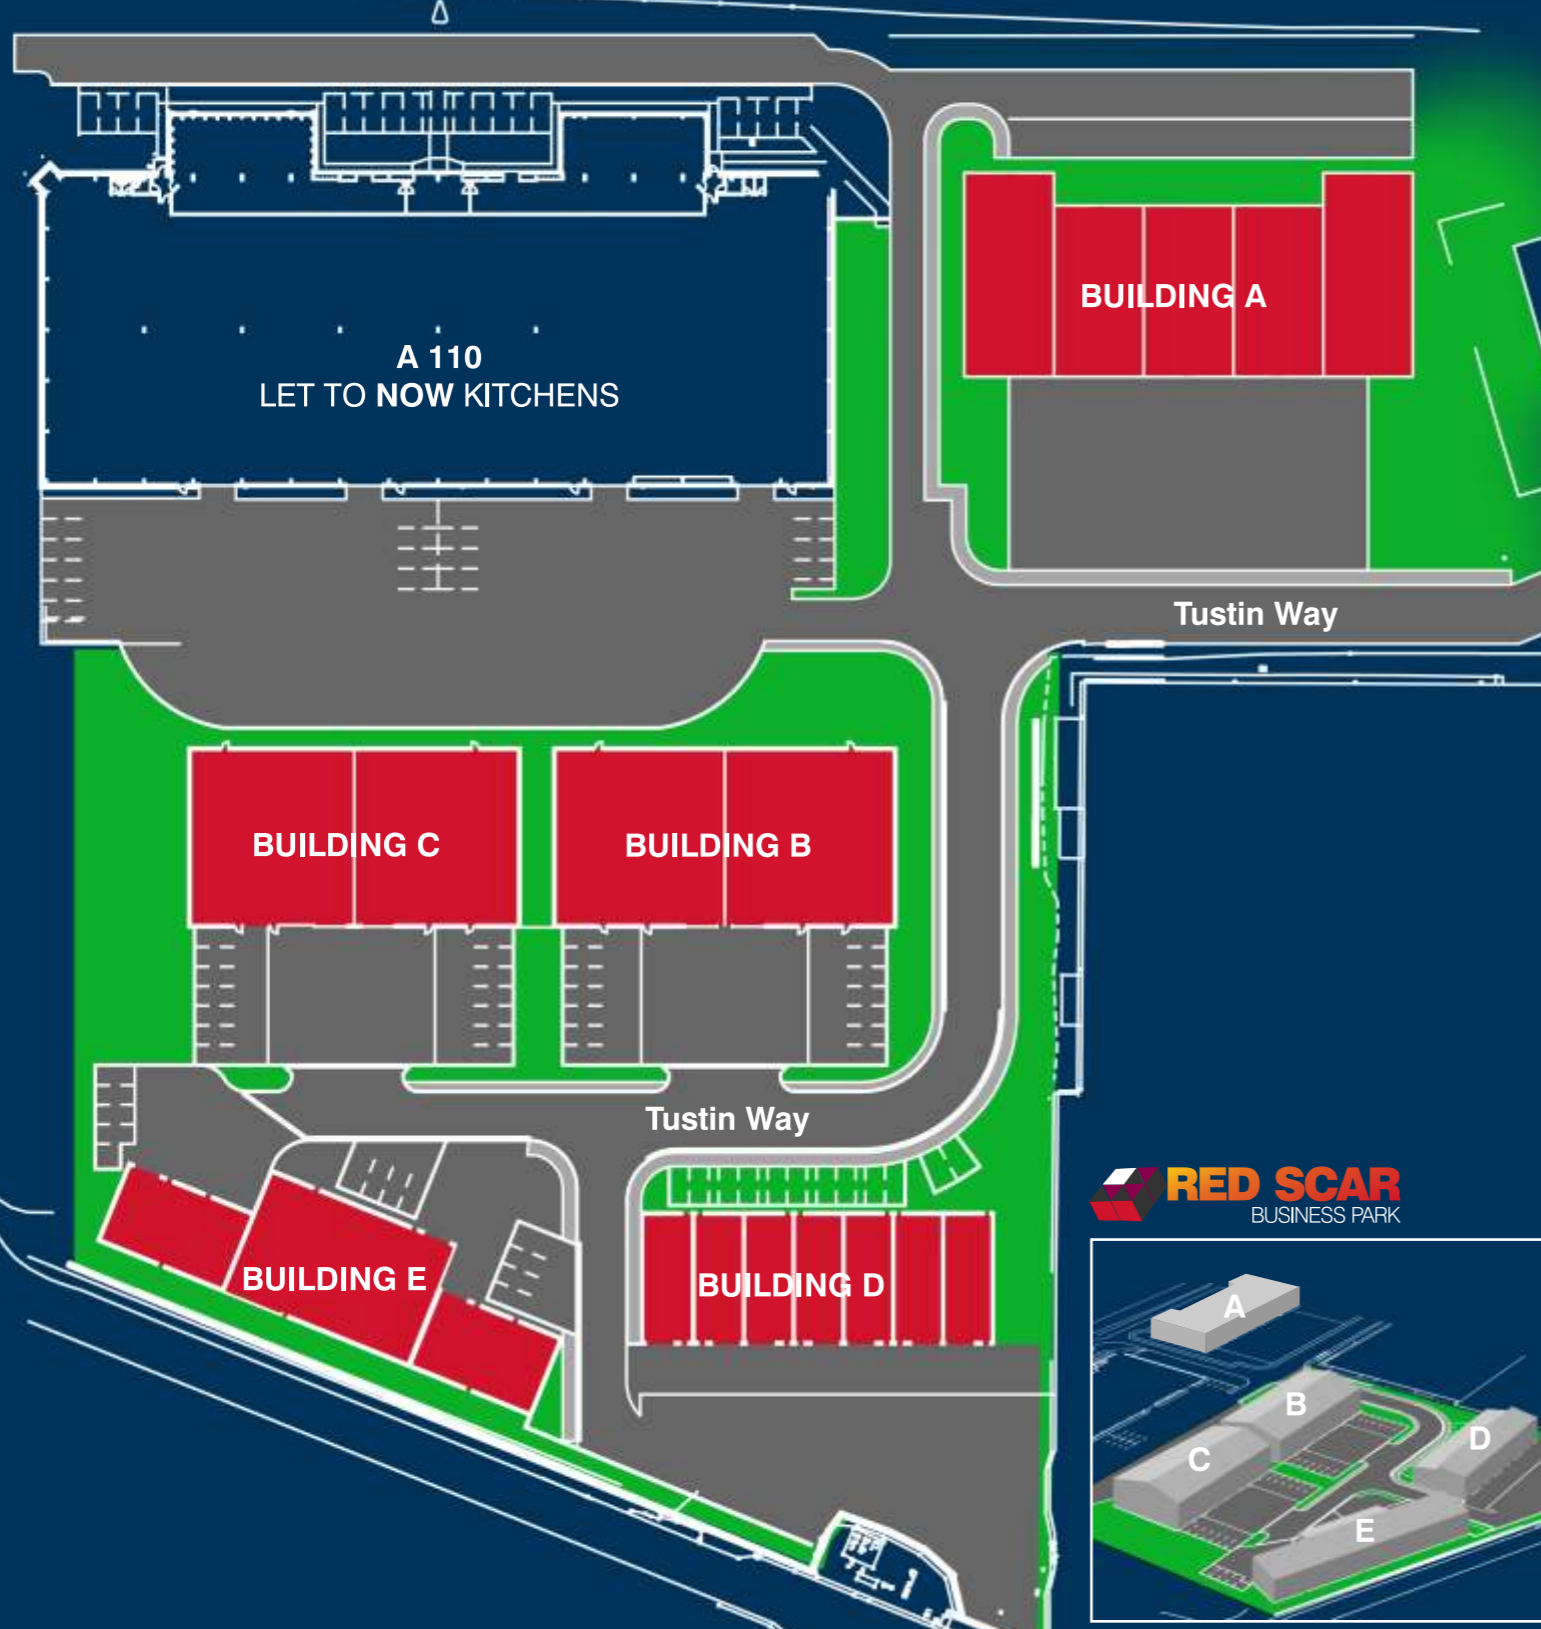 A 110
LET TO NOW KITCHENS
BUILDING A
Tustin Way
BUILDING C
BUILDING B
Tustin Way
BUILDING E
BUILDING D
RED SCAR
BUSINESS PARK
A
B
C
D
E